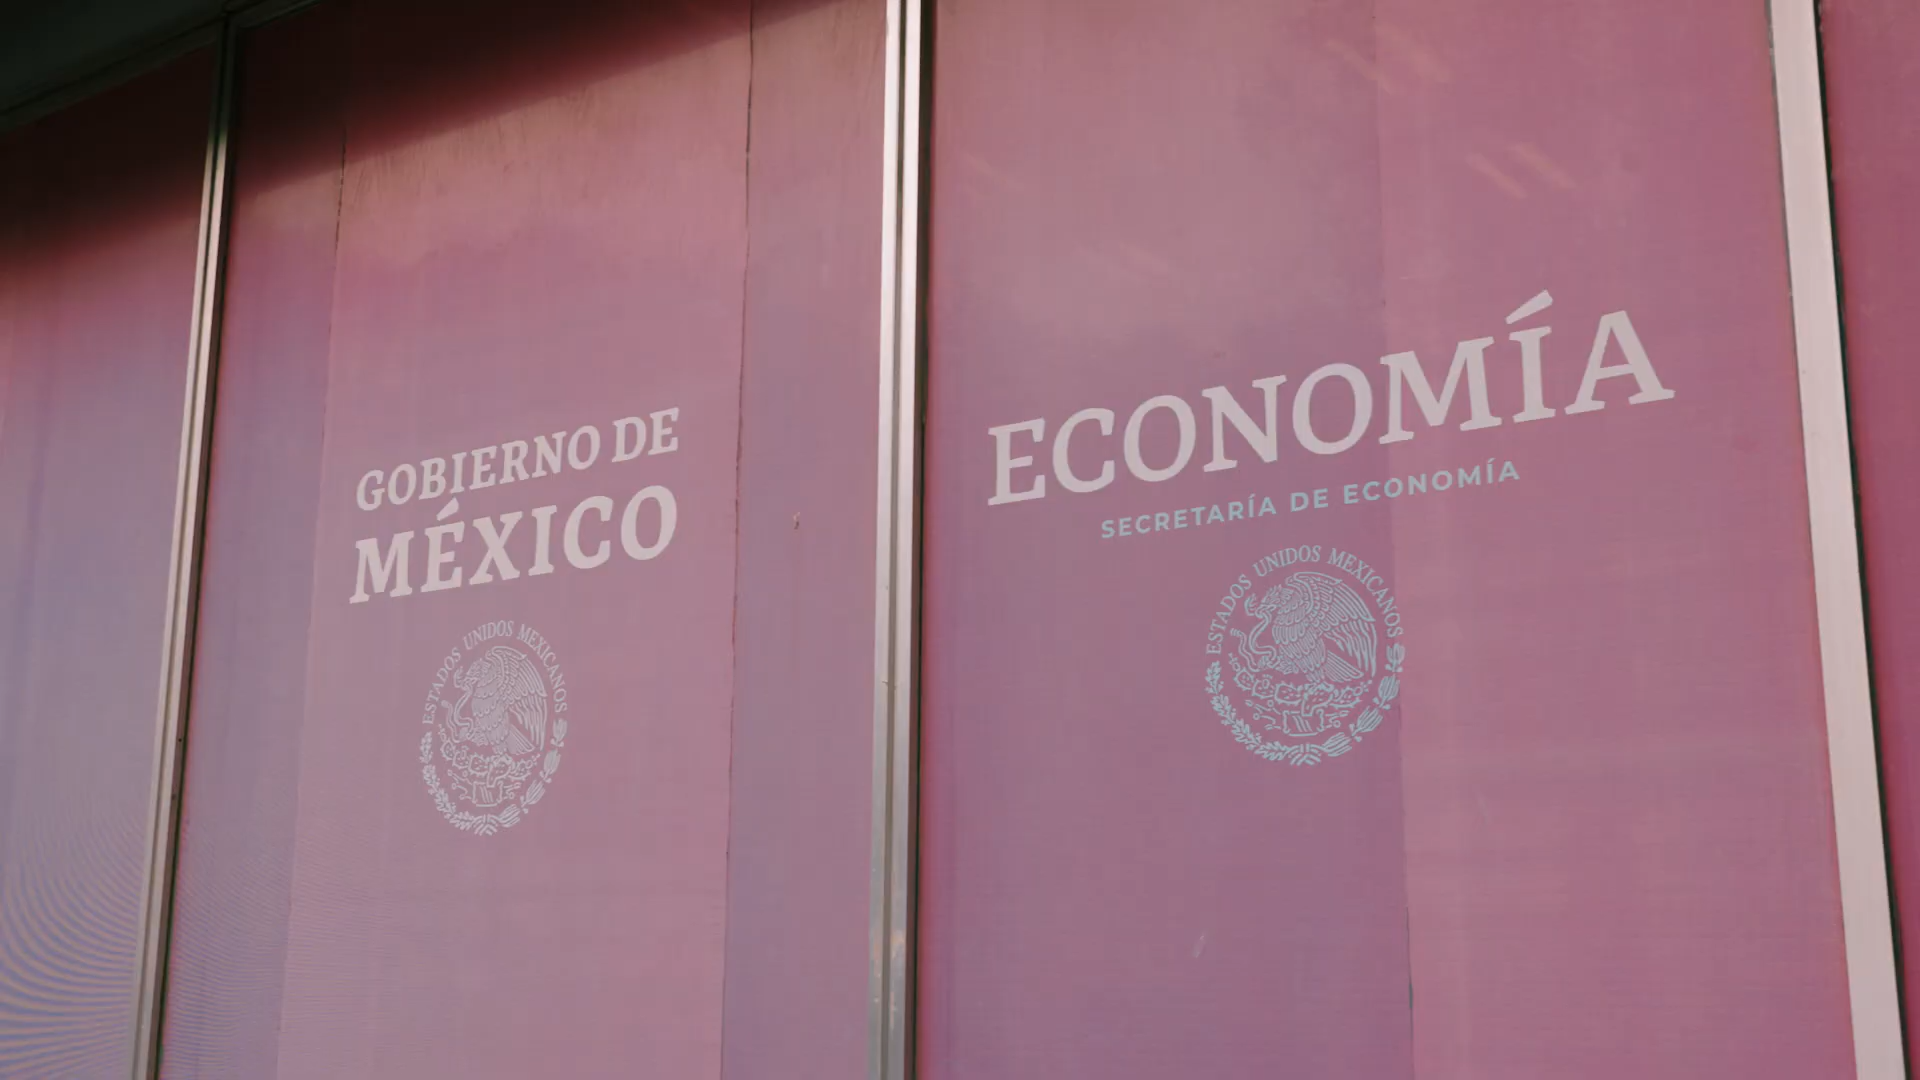 GOBIERNO DE
MÉXICO
ESTADOS UNIDOS MEXICANOS
ECONOMÍA
SECRETARÍA DE ECONOMÍA
ESTADOS UNIDOS MEXICANOS